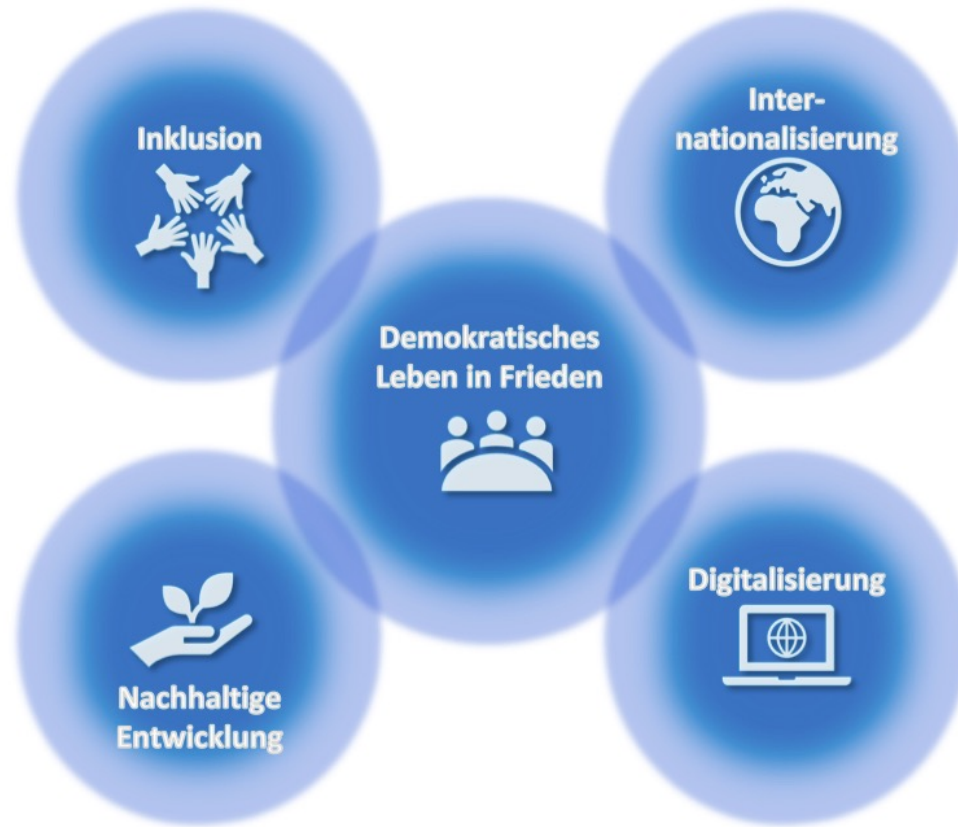 Inklusion
Inter-
nationalisierung
Demokratisches
Leben in Frieden
Nachhaltige
Entwicklung
Digitalisierung